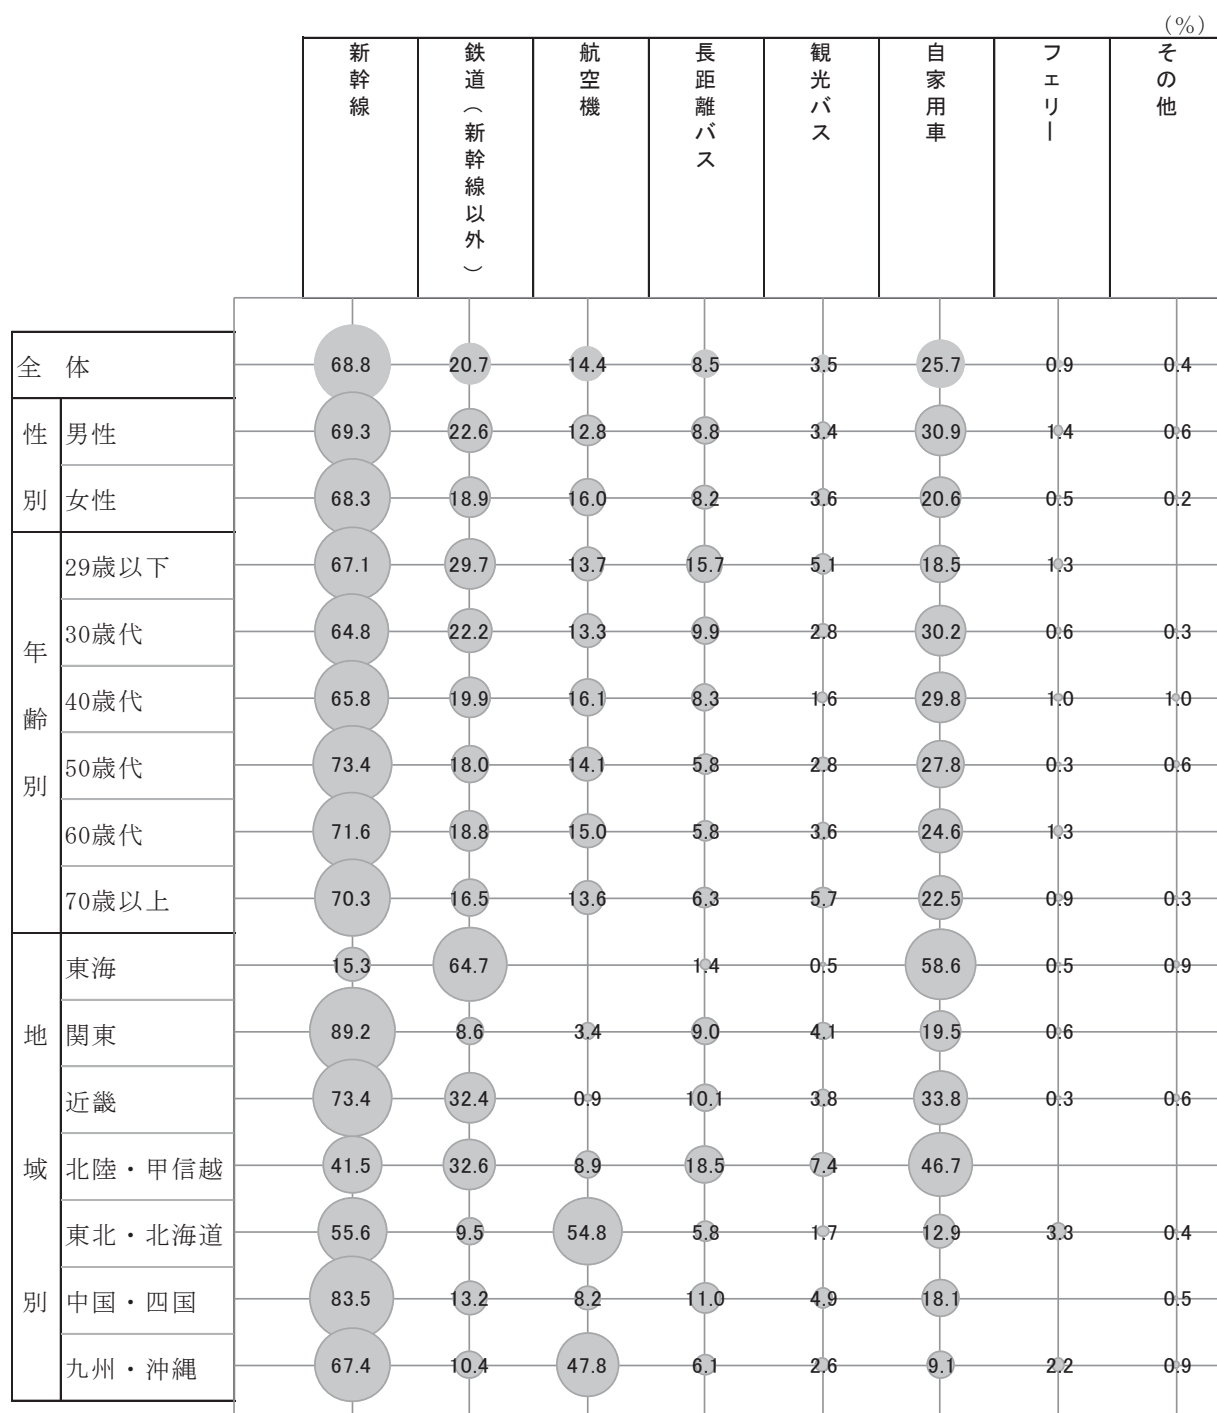 （%）
新幹線
鉄道（新幹線以外）
航空機
長距離バス
観光バス
自家用車
フェリー
その他
全 体 68.8 20.7 14.4 8.5 3.5 25.7 0.9 0.4
性別
男性 69.3 22.6 12.8 8.8 3.4 30.9 1.4 0.6
女性 68.3 18.9 16.0 8.2 3.6 20.6 0.5 0.2
年齢別
29歳以下 67.1 29.7 13.7 15.7 5.1 18.5 1.3
30歳代 64.8 22.2 13.3 9.9 2.8 30.2 0.6 0.3
40歳代 65.8 19.9 16.1 8.3 1.6 29.8 1.0 1.0
50歳代 73.4 18.0 14.1 5.8 2.8 27.8 0.3 0.6
60歳代 71.6 18.8 15.0 5.8 3.6 24.6 1.3
70歳以上 70.3 16.5 13.6 6.3 5.7 22.5 0.9 0.3
地域別
東海 15.3 64.7 1.4 0.5 58.6 0.5 0.9
関東 89.2 8.6 3.4 9.0 4.1 19.5 0.6
近畿 73.4 32.4 0.9 10.1 3.8 33.8 0.3 0.6
北陸・甲信越 41.5 32.6 8.9 18.5 7.4 46.7
東北・北海道 55.6 9.5 54.8 5.8 1.7 12.9 3.3 0.4
中国・四国 83.5 13.2 8.2 11.0 4.9 18.1 0.5
九州・沖縄 67.4 10.4 47.8 6.1 2.6 9.1 2.2 0.9